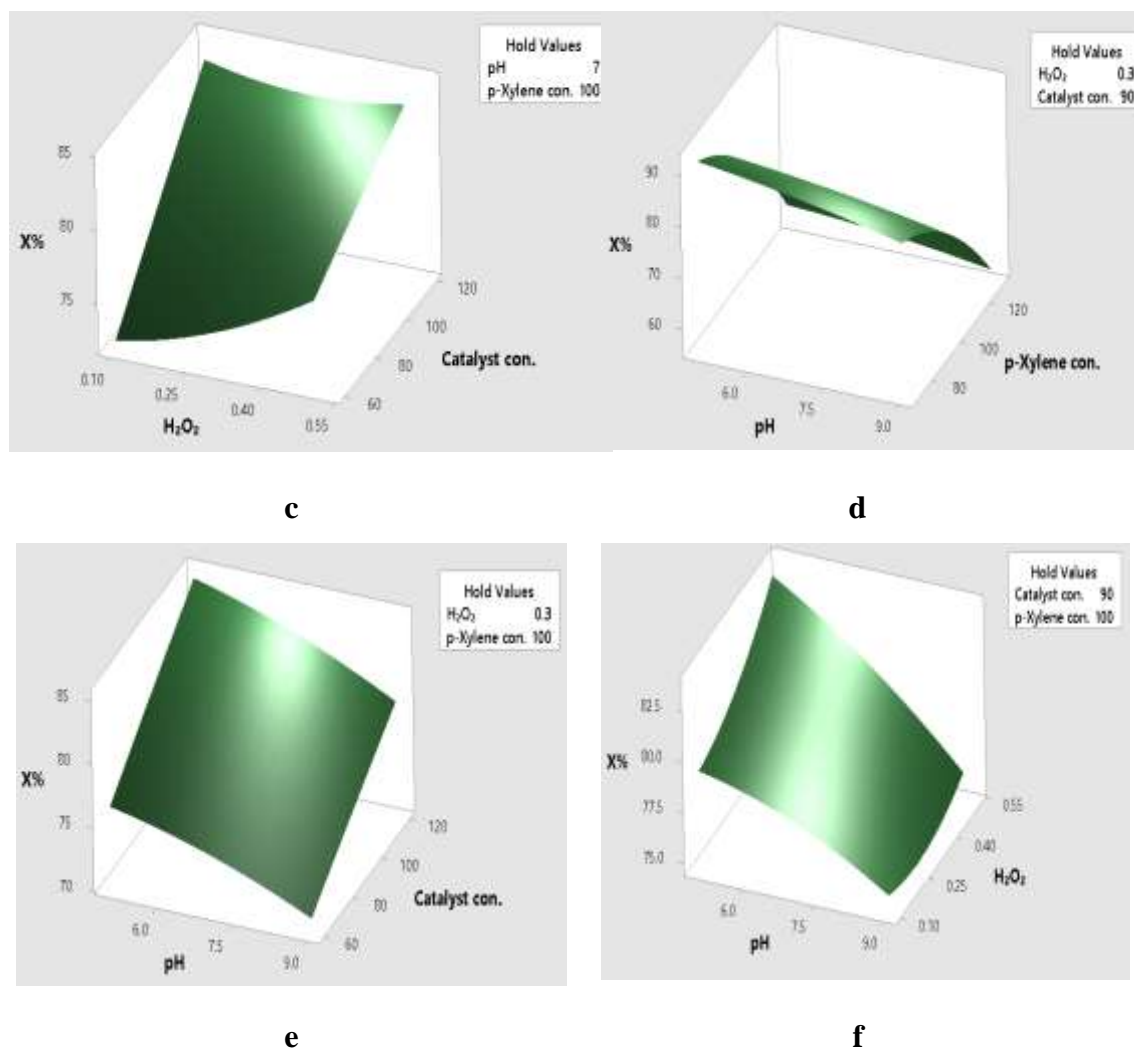 Hold Values
pH 7
p-Xylene con. 100
85
80
75
X%
0.10
0.25
0.40
0.55
H₂O₂
60
80
100
120
Catalyst con.
Hold Values
H₂O₂ 0.3
Catalyst con. 90
90
80
70
60
X%
6.0
7.5
9.0
pH
80
100
120
p-Xylene con.
c
d
Hold Values
H₂O₂ 0.3
p-Xylene con. 100
85
80
75
70
X%
6.0
7.5
9.0
pH
60
80
100
120
Catalyst con.
Hold Values
Catalyst con. 90
p-Xylene con. 100
82.5
80.0
77.5
75.0
X%
6.0
7.5
9.0
pH
0.10
0.25
0.40
0.55
H₂O₂
e
f